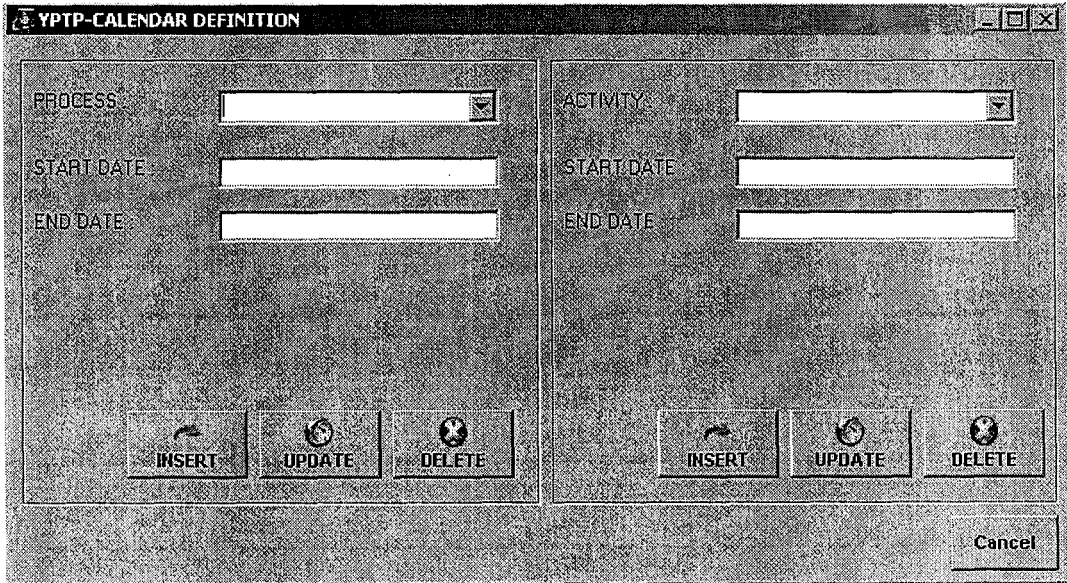 YPTP-CALENDAR DEFINITION
PROCESS :
START DATE :
END DATE :
INSERT
UPDATE
DELETE
ACTIVITY :
START DATE
END DATE
INSERT
UPDATE
DELETE
Cancel